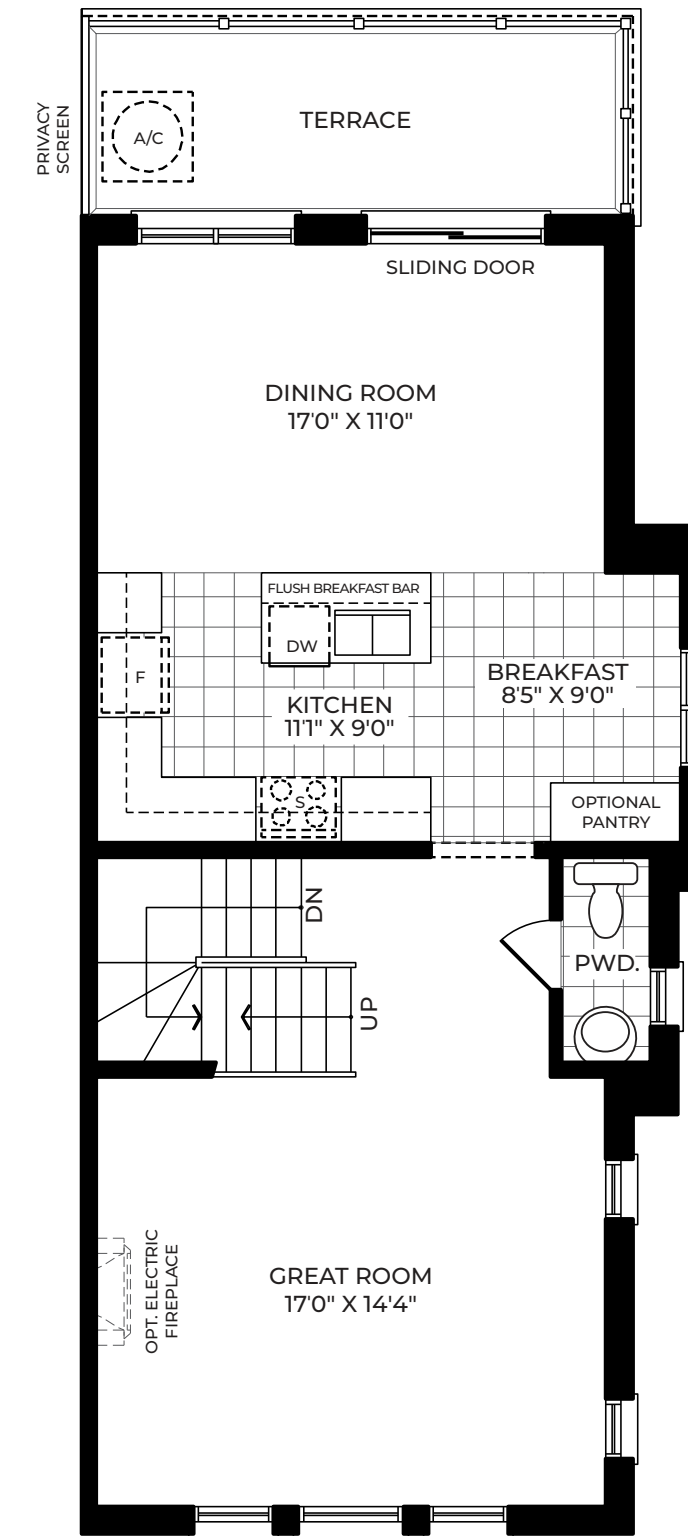 PRIVACY
SCREEN
A/C
TERRACE
SLIDING DOOR
DINING ROOM
17'0" X 11'0"
FLUSH BREAKFAST BAR
DW
F
KITCHEN
11'1" X 9'0"
BREAKFAST
8'5" X 9'0"
S
OPTIONAL
PANTRY
DN
UP
PWD.
OPT. ELECTRIC
FIREPLACE
GREAT ROOM
17'0" X 14'4"